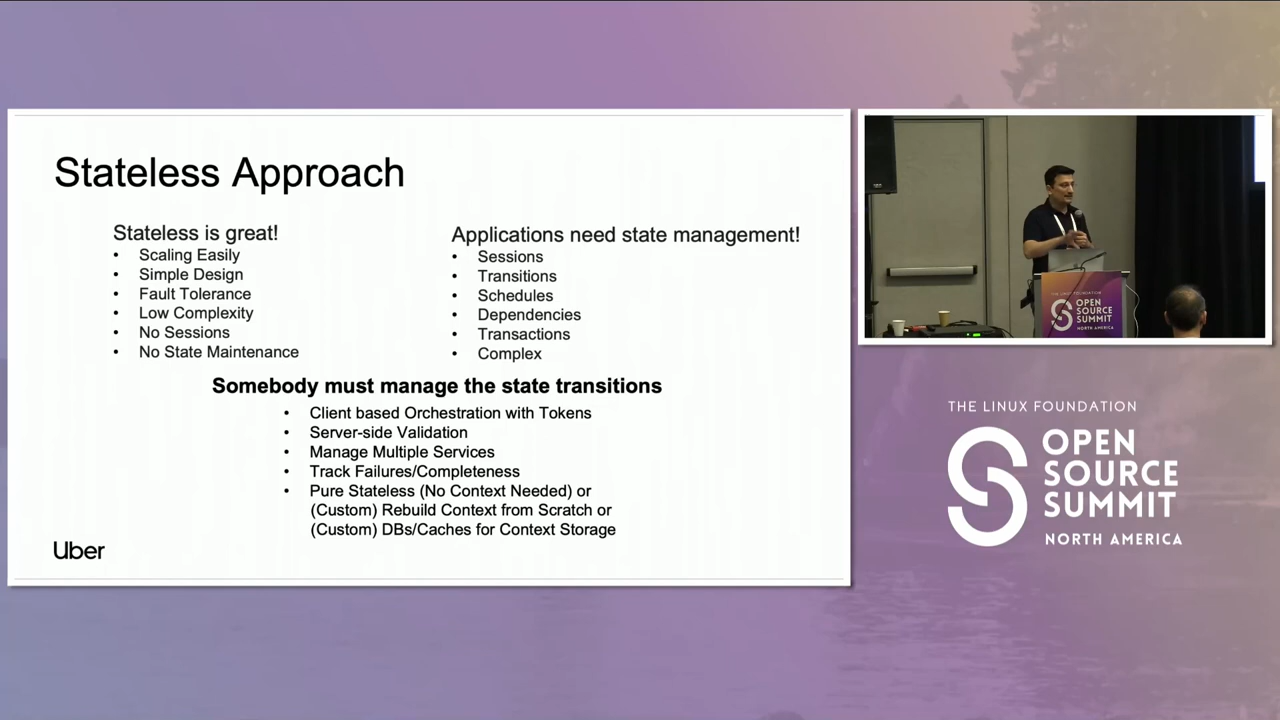 Stateless Approach
Stateless is great!
• Scaling Easily
• Simple Design
• Fault Tolerance
• Low Complexity
• No Sessions
• No State Maintenance
Applications need state management!
• Sessions
• Transitions
• Schedules
• Dependencies
• Transactions
• Complex
Somebody must manage the state transitions
• Client based Orchestration with Tokens
• Server-side Validation
• Manage Multiple Services
• Track Failures/Completeness
• Pure Stateless (No Context Needed) or
(Custom) Rebuild Context from Scratch or
(Custom) DBs/Caches for Context Storage
Uber
THE LINUX FOUNDATION
OPEN
SOURCE
SUMMIT
NORTH AMERICA
THE LINUX FOUNDATION
OPEN
SOURCE
SUMMIT
NORTH AMERICA